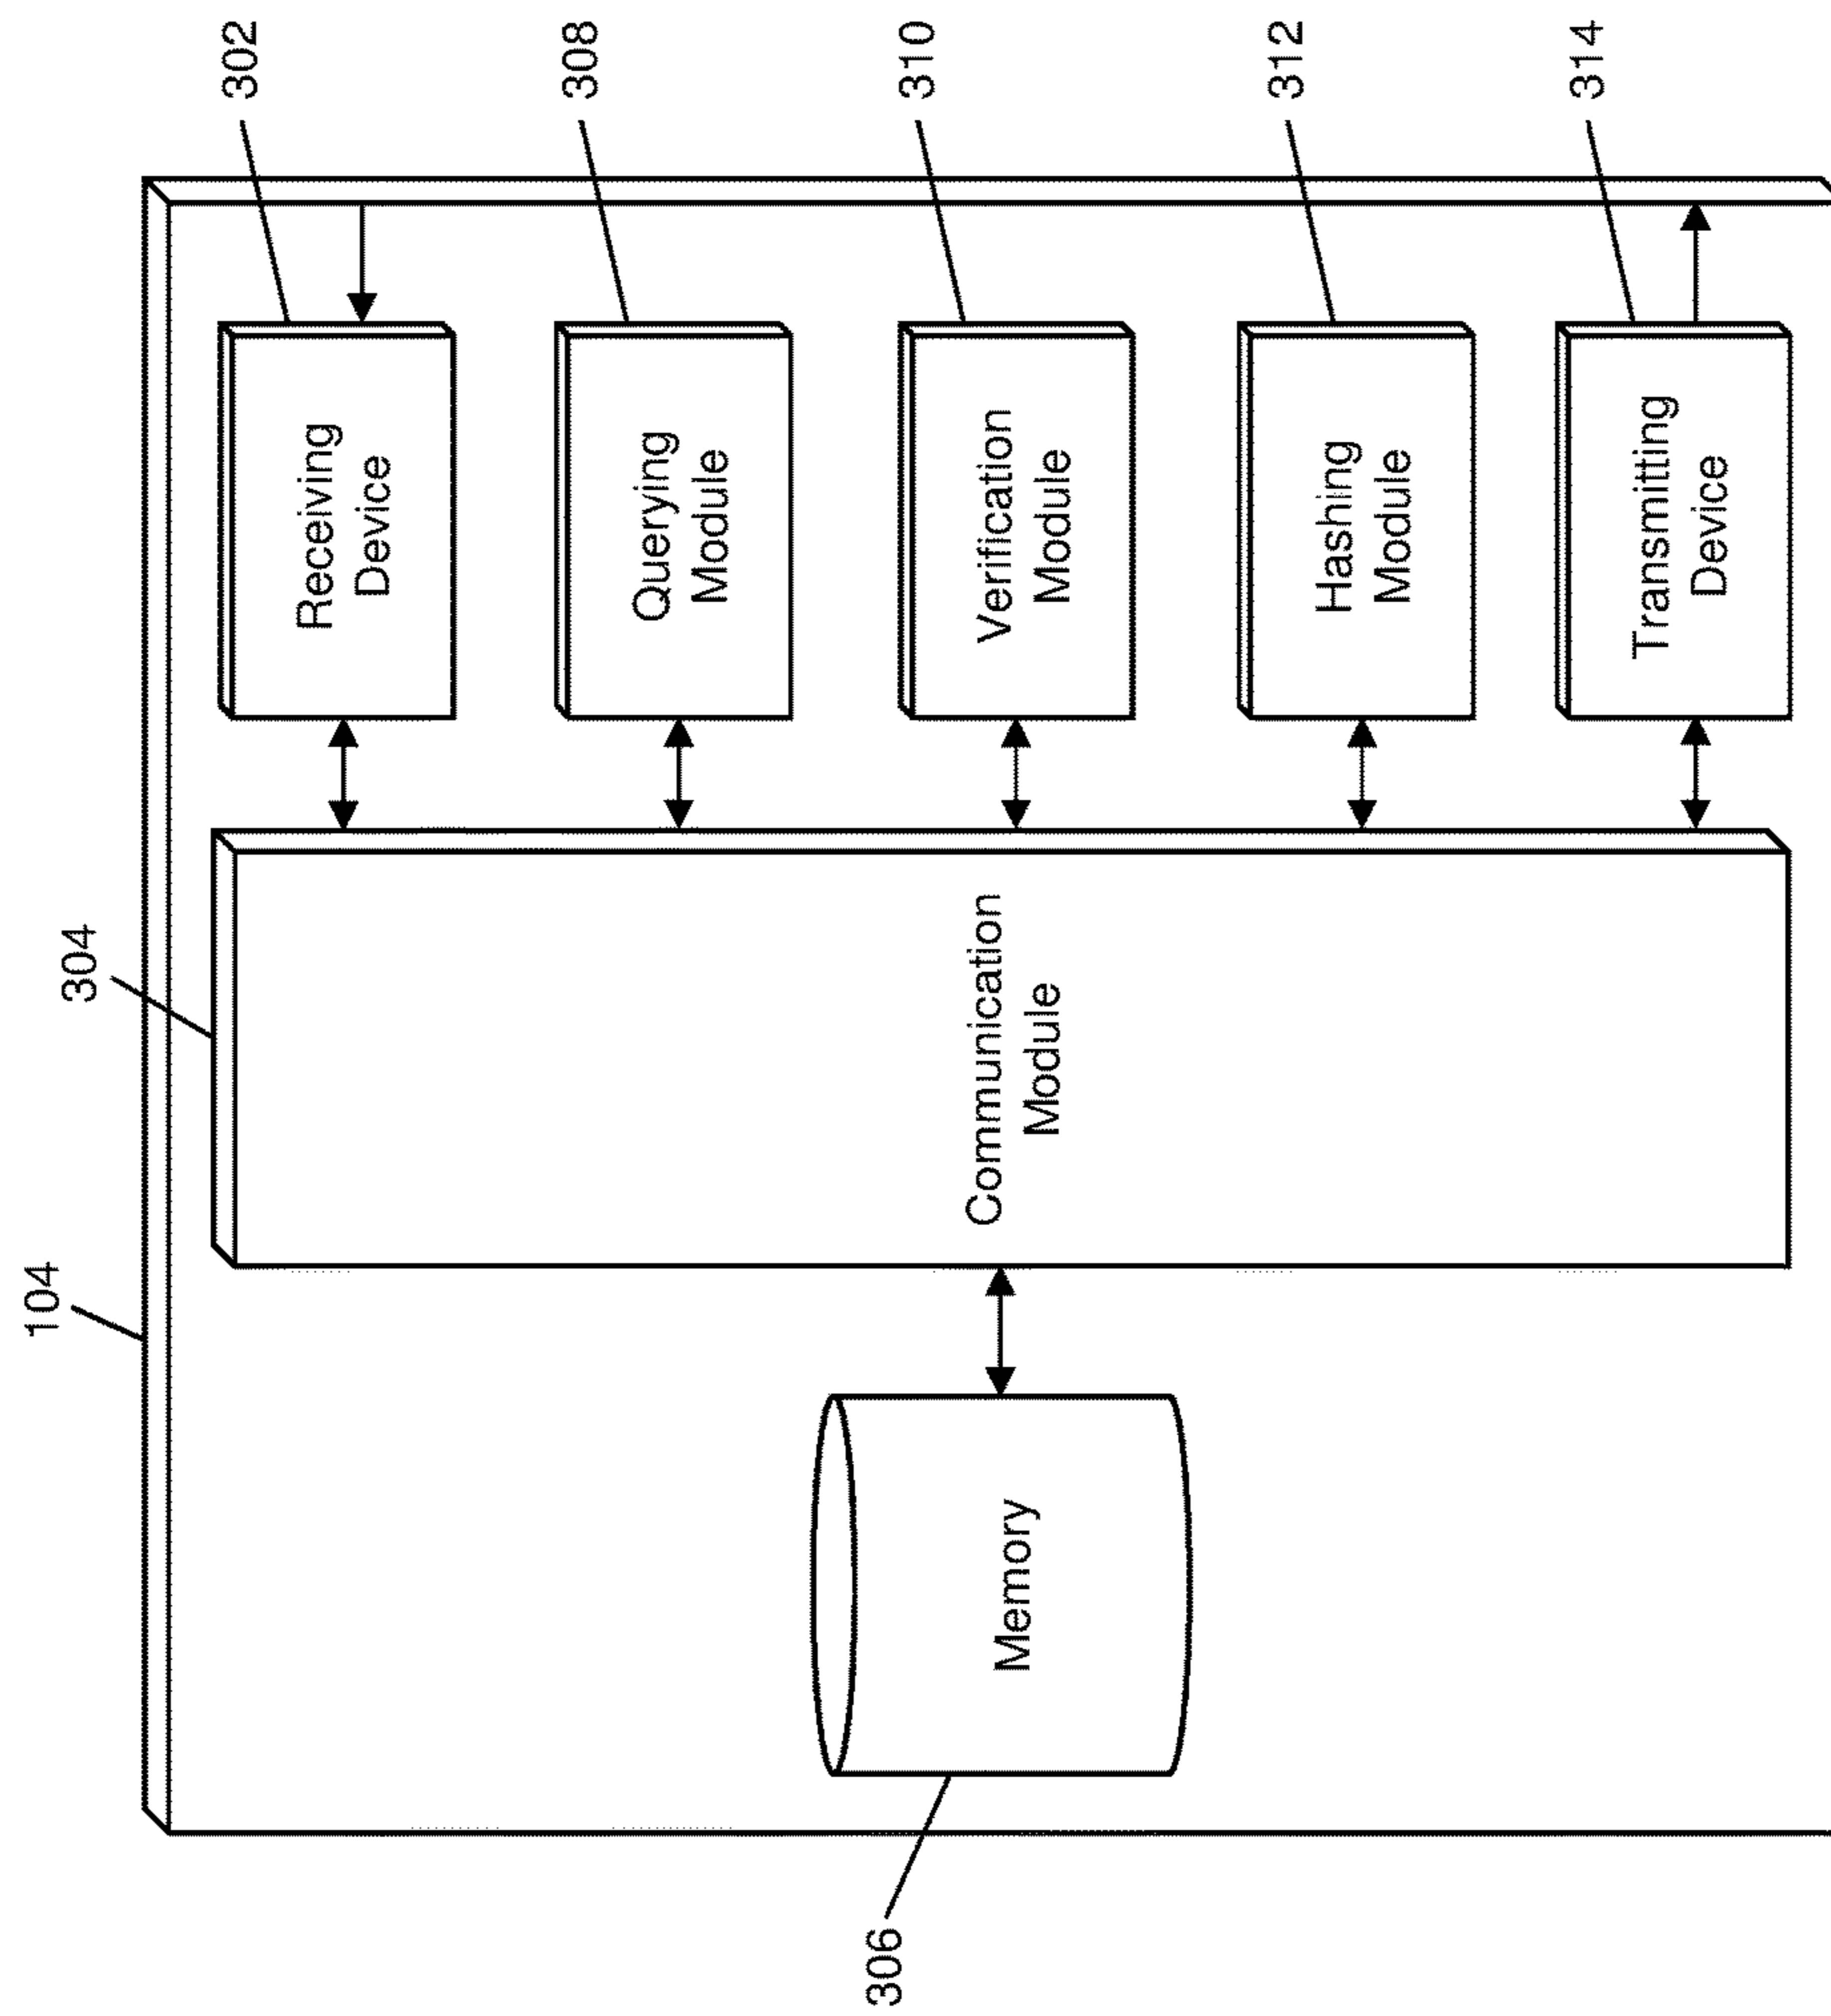 104
304
302
Receiving
Device
308
Querying
Module
310
Verification
Module
312
Hashing
Module
314
Transmitting
Device
Communication
Module
306
Memory